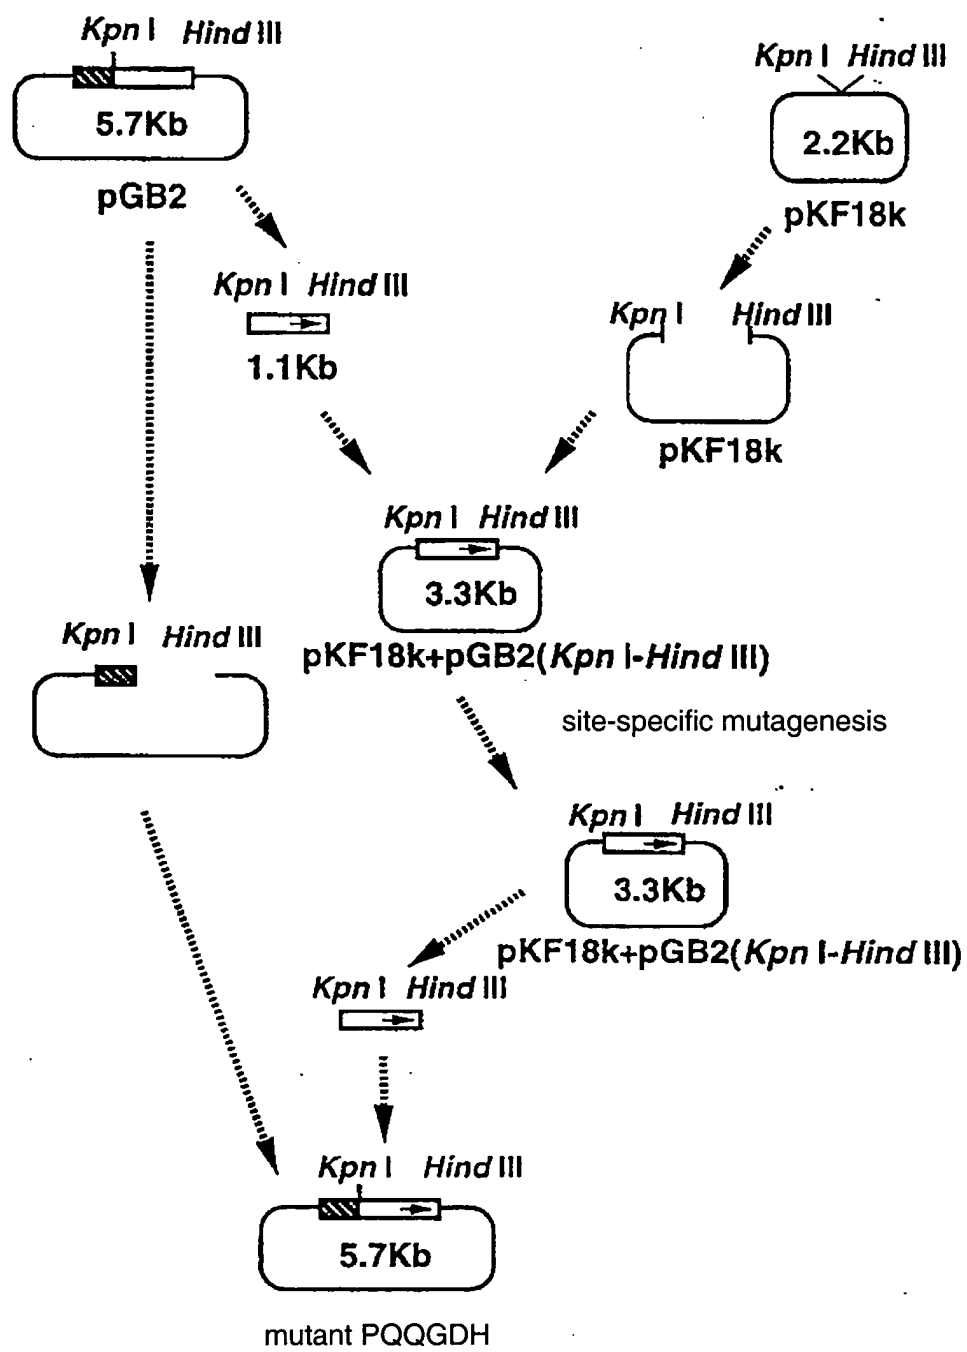 Kpn I Hind III
Kpn I Hind III
5.7Kb
2.2Kb
pGB2
pKF18k
Kpn I Hind III
Kpn I Hind III
1.1Kb
pKF18k
Kpn I Hind III
3.3Kb
Kpn I Hind III
pKF18k+pGB2(Kpn I-Hind III)
site-specific mutagenesis
Kpn I Hind III
3.3Kb
pKF18k+pGB2(Kpn I-Hind III)
Kpn I Hind III
Kpn I Hind III
5.7Kb
mutant PQQGDH